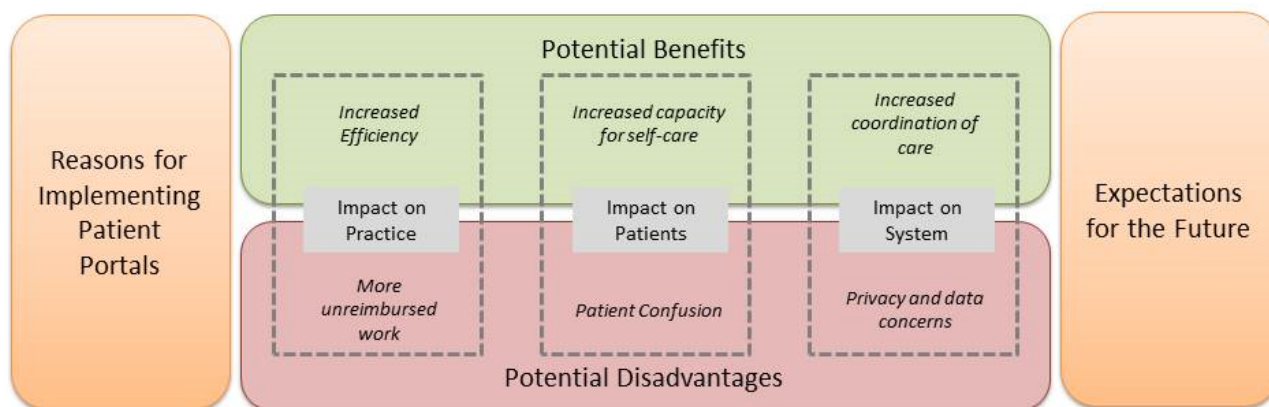 Reasons for
Implementing
Patient
Portals
Potential Benefits
Increased
Efficiency
Increased capacity
for self-care
Increased
coordination of
care
Impact on
Practice
Impact on
Patients
Impact on
System
More
unreimbursed
work
Patient Confusion
Privacy and data
concerns
Potential Disadvantages
Expectations
for the Future